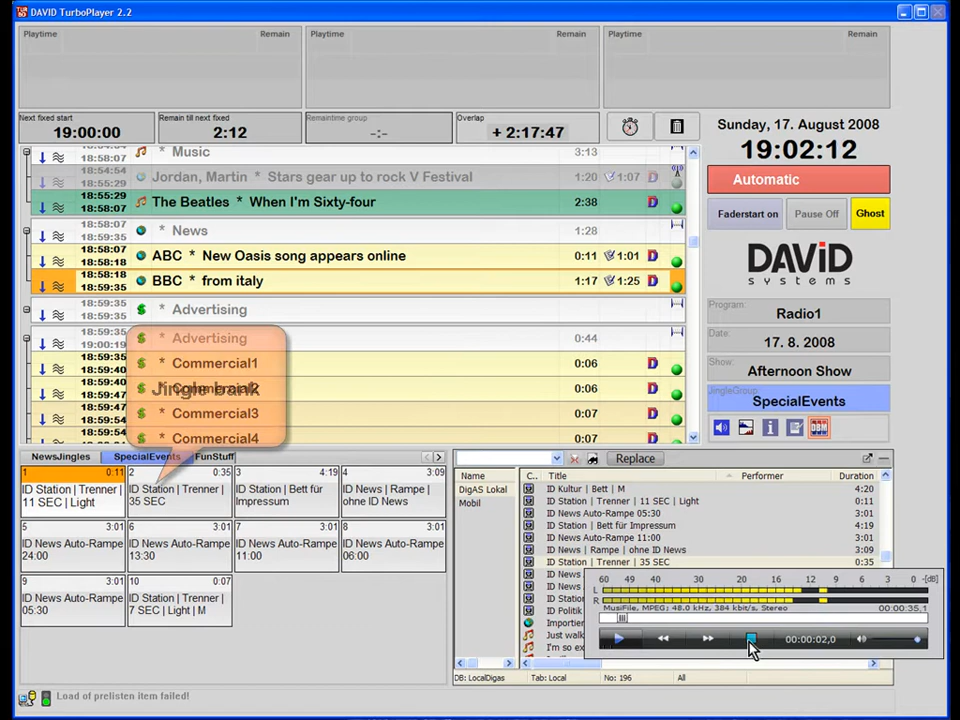 DAVID TurboPlayer 2.2
Playtime Remain Playtime Remain Playtime Remain
Next fixed start Remain till next fixed Remaintime group Overlap
19:00:00 2:12 -:- + 2:17:47
Sunday, 17. August 2008
19:02:12
Automatic
Faderstart on Pause Off Ghost
DAViD
systems
Program:
Radio1
Date:
17. 8. 2008
Show:
Afternoon Show
JingleGroup:
SpecialEvents
DBM
18:58:07 * Music 3:13
18:54:54
18:55:29 Jordan, Martin * Stars gear up to rock V Festival 1:20 1:07 D
18:55:29
18:58:07 The Beatles * When I'm Sixty-four 2:38
18:58:07
18:59:35 * News 1:28
18:58:07
18:58:18 ABC * New Oasis song appears online 0:11 1:01 D
18:58:18
18:59:35 BBC * from italy 1:17 1:25 D
18:59:35 $ * Advertising
18:59:35
19:00:19 $ * Advertising 0:44
18:59:35
18:59:40 $ * Commercial1 0:06 D
18:59:40
18:59:47 $ * Commercial2 0:06 D
18:59:47
18:59:54 $ * Commercial3 0:07 D
18:59:54 $ * Commercial4 0:07 D
Jingle bank
NewsJingles SpecialEvents FunStuff
1 0:11 2 0:35 3 4:19 4 3:09
ID Station | Trenner | ID Station | Trenner | ID Station | Bett für ID News | Rampe |
11 SEC | Light 35 SEC Impressum ohne ID News
5 3:01 6 3:01 7 3:01 8 3:01
ID News Auto-Rampe ID News Auto-Rampe ID News Auto-Rampe ID News Auto-Rampe
24:00 13:30 11:00 06:00
9 3:01 10 0:07
ID News Auto-Rampe ID Station | Trenner |
05:30 7 SEC | Light | M
Replace
Name C.. Title Performer Duration
DigAS Lokal
Mobil
ID Kultur | Bett | M 4:20
ID Station | Trenner | 11 SEC | Light 0:11
ID News Auto-Rampe 05:30 3:01
ID Station | Bett für Impressum 4:19
ID News Auto-Rampe 11:00 3:01
ID News | Rampe | ohne ID News 3:09
ID Station | Trenner | 35 SEC 0:35
ID News
ID Station
ID Politik
Importier
Just walk
I'm so ex
60 49 40 30 20 16 12 9 6 3 0 -[dB]
L
R
MusiFile, MPEG; 48.0 kHz, 384 kbit/s, Stereo 00:00:35,1
00:00:02,0
DB: LocalDigas Tab: Local No: 196 All
Load of prelisten item failed!